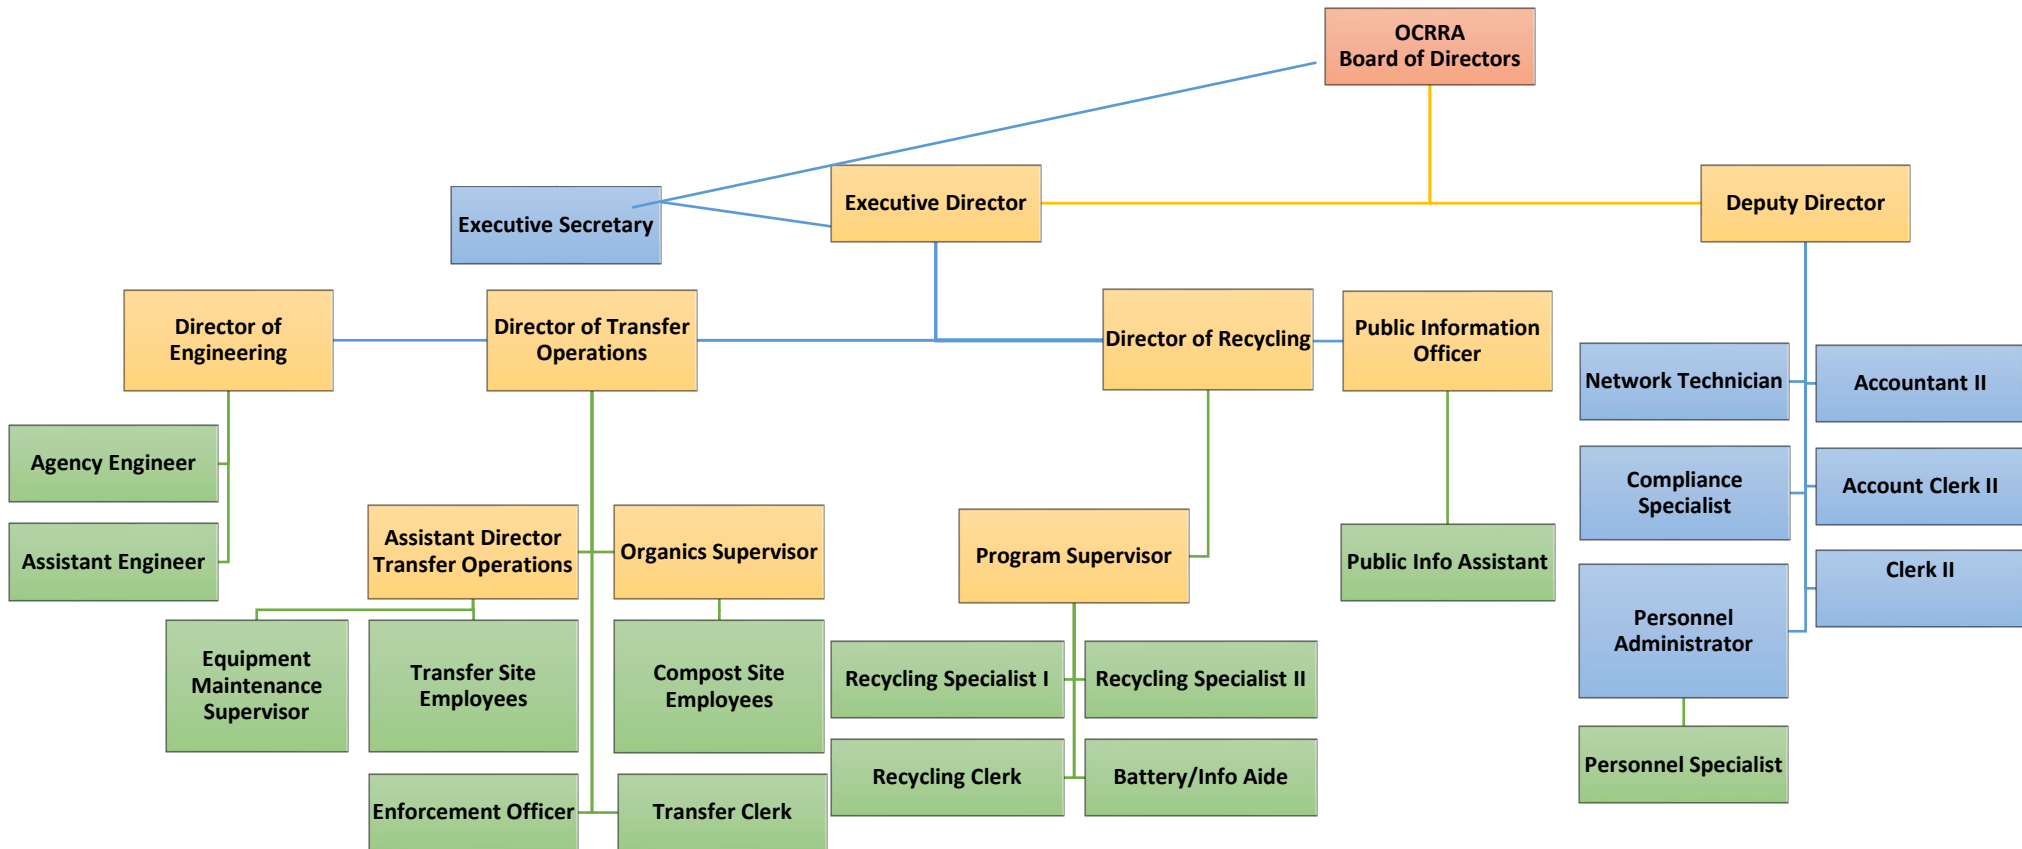 OCRRA
Board of Directors
Executive Secretary
Executive Director
Deputy Director
Director of
Engineering
Director of Transfer
Operations
Director of Recycling
Public Information
Officer
Network Technician
Accountant II
Agency Engineer
Compliance
Specialist
Account Clerk II
Assistant Engineer
Assistant Director
Transfer Operations
Organics Supervisor
Program Supervisor
Public Info Assistant
Clerk II
Personnel
Administrator
Equipment
Maintenance
Supervisor
Transfer Site
Employees
Compost Site
Employees
Recycling Specialist I
Recycling Specialist II
Recycling Clerk
Battery/Info Aide
Personnel Specialist
Enforcement Officer
Transfer Clerk